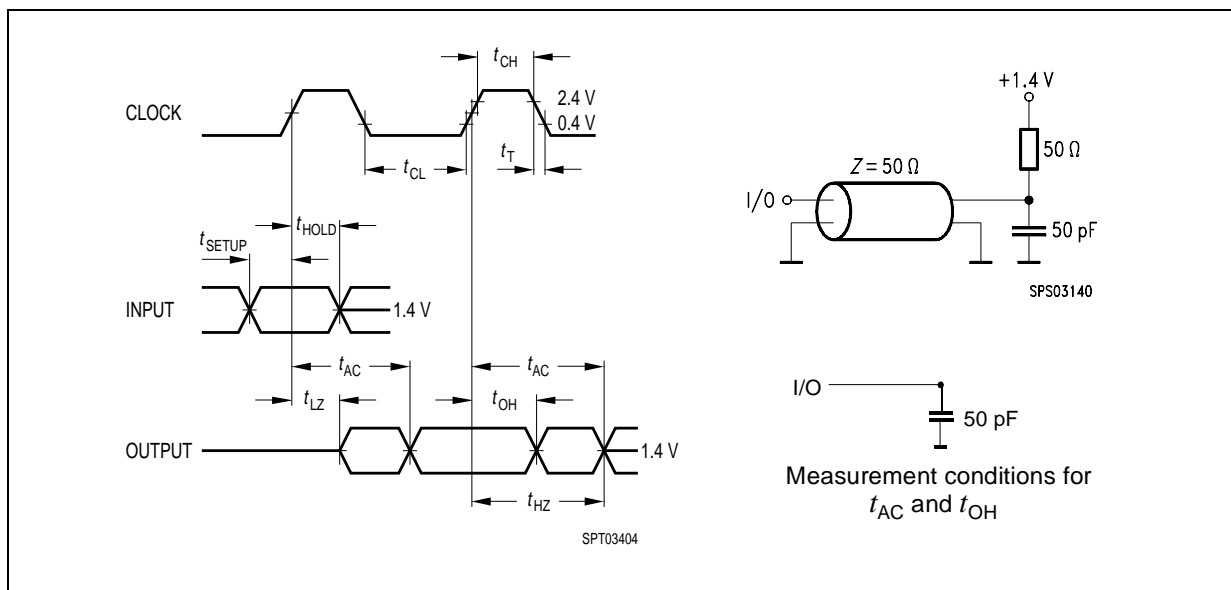 tCH
CLOCK
2.4 V
0.4 V
tCL
tT
tSETUP
tHOLD
INPUT
1.4 V
tAC
tAC
tLZ
tOH
OUTPUT
1.4 V
tHZ
SPT03404
+1.4 V
50 Ω
Z = 50 Ω
I/O
50 pF
SPS03140
I/O
50 pF
Measurement conditions for
tAC and tOH